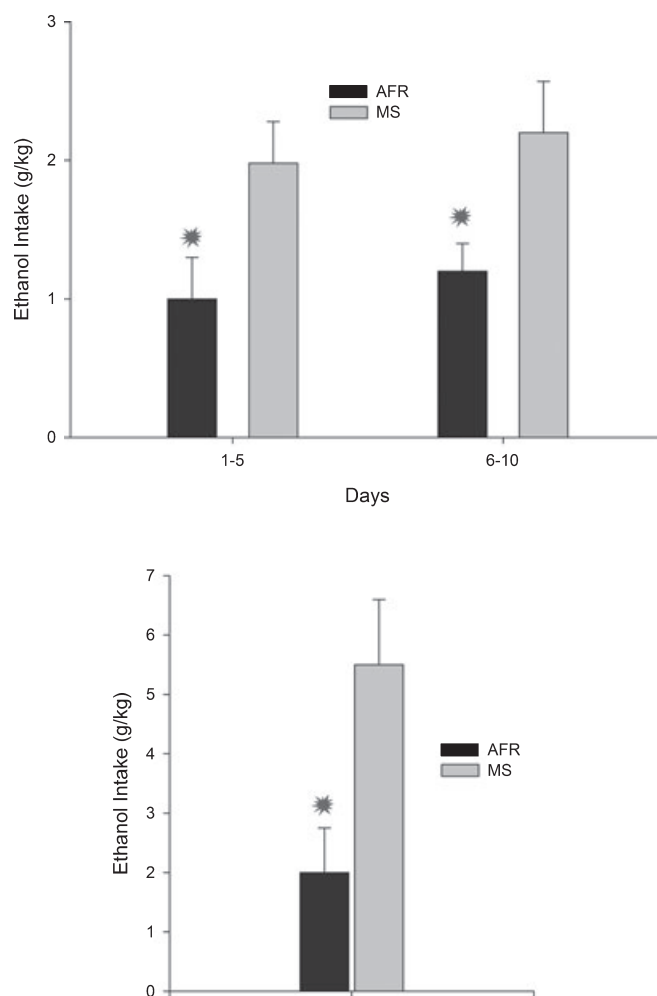 3
2
1
0
Ethanol Intake (g/kg)
AFR
MS
1-5
6-10
Days
7
6
5
4
3
2
1
0
Ethanol Intake (g/kg)
AFR
MS